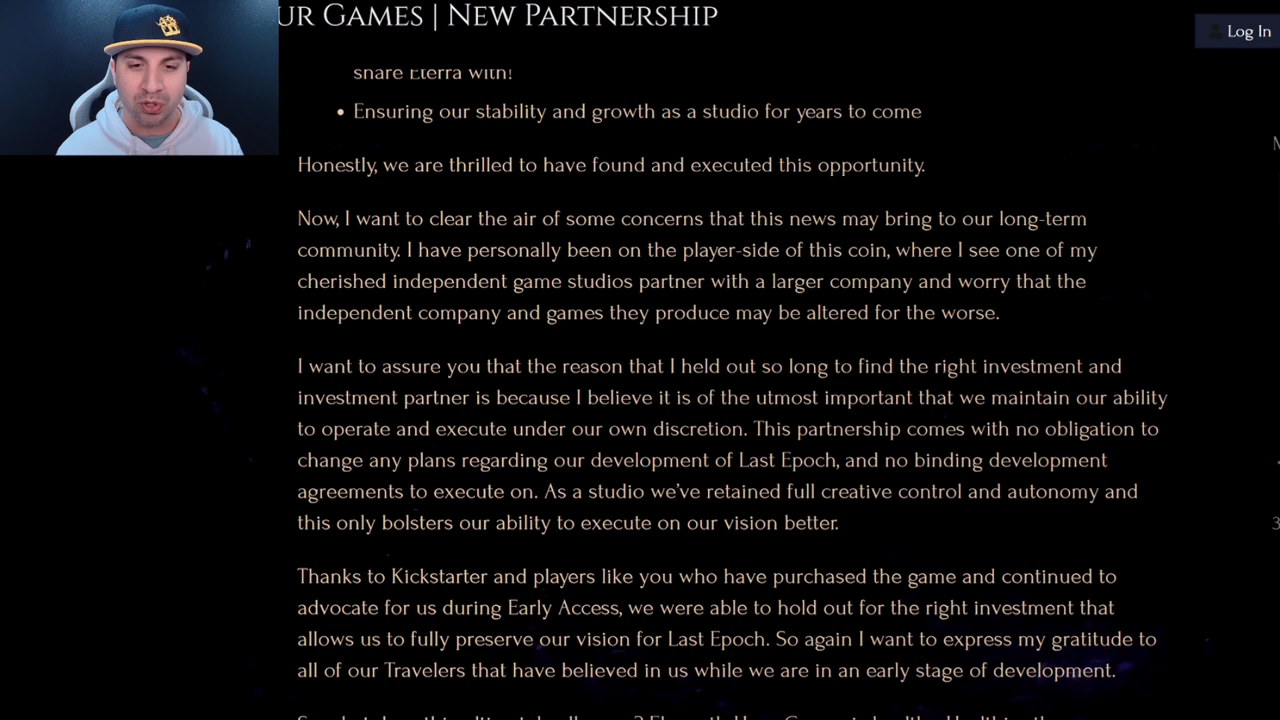 UR GAMES | NEW PARTNERSHIP
Log In
share Eterra with!
• Ensuring our stability and growth as a studio for years to come
Honestly, we are thrilled to have found and executed this opportunity.
Now, I want to clear the air of some concerns that this news may bring to our long-term
community. I have personally been on the player-side of this coin, where I see one of my
cherished independent game studios partner with a larger company and worry that the
independent company and games they produce may be altered for the worse.
I want to assure you that the reason that I held out so long to find the right investment and
investment partner is because I believe it is of the utmost important that we maintain our ability
to operate and execute under our own discretion. This partnership comes with no obligation to
change any plans regarding our development of Last Epoch, and no binding development
agreements to execute on. As a studio we've retained full creative control and autonomy and
this only bolsters our ability to execute on our vision better.
Thanks to Kickstarter and players like you who have purchased the game and continued to
advocate for us during Early Access, we were able to hold out for the right investment that
allows us to fully preserve our vision for Last Epoch. So again I want to express my gratitude to
all of our Travelers that have believed in us while we are in an early stage of development.